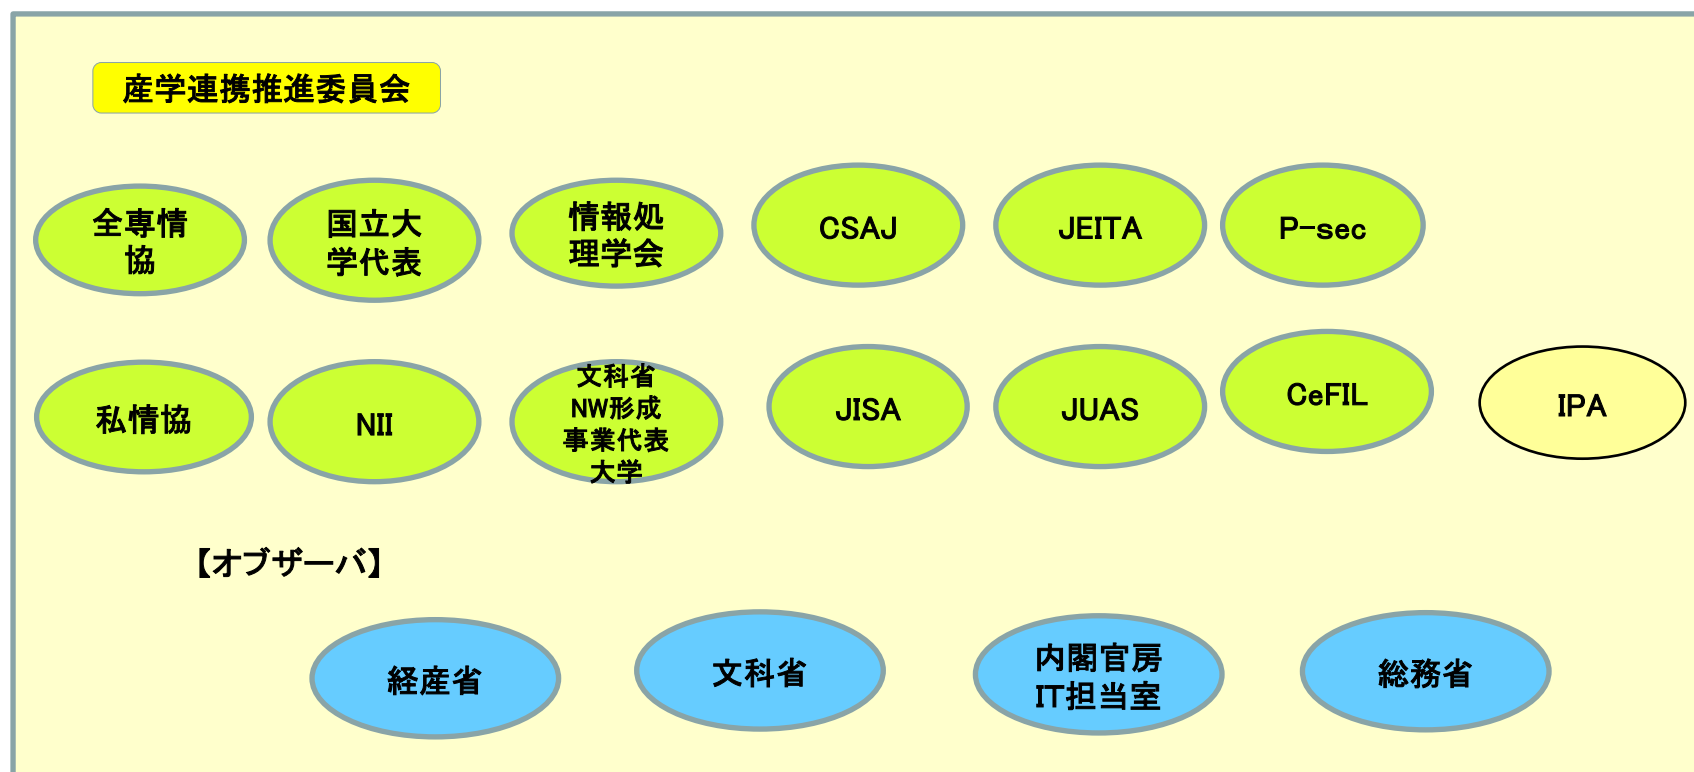 産学連携推進委員会
全専情
協
国立大
学代表
情報処
理学会
CSAJ
JEITA
P-sec
私情協
NII
文科省
NW形成
事業代表
大学
JISA
JUAS
CeFIL
IPA
【オブザーバ】
経産省
文科省
内閣官房
IT担当室
総務省